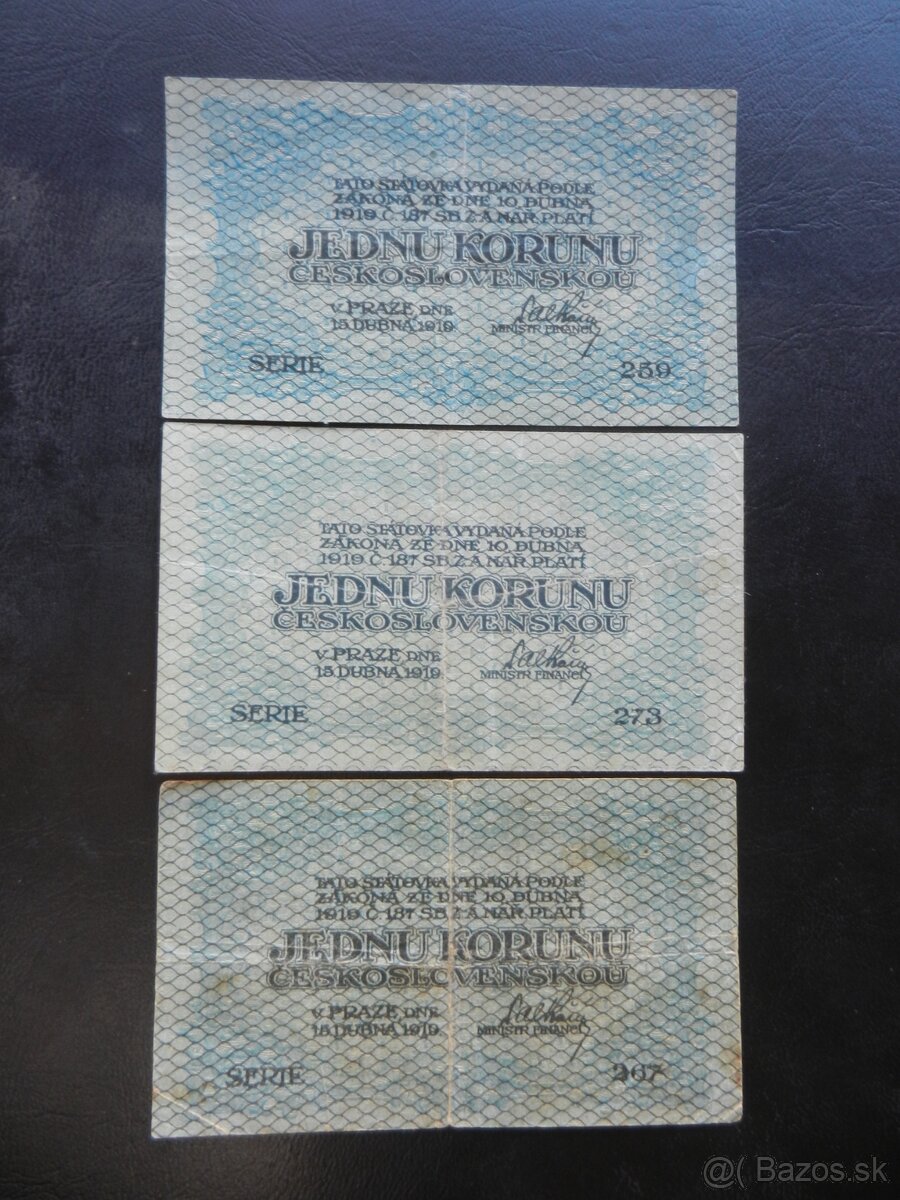 TATO STÁTOVKA VYDANÁ PODLE
ZÁKONA ZE DNE 10. DUBNA
1919 Č. 187 SB. Z. A NAR. PLATÍ
JEDNU KORUNU
ČESKOSLOVENSKOU
V PRAZE DNE
15. DUBNA 1919.
MINISTR FINANCÍ
SERIE 259
TATO STÁTOVKA VYDANÁ PODLE
ZÁKONA ZE DNE 10. DUBNA
1919 Č. 187 SB. Z. A NAR. PLATÍ
JEDNU KORUNU
ČESKOSLOVENSKOU
V PRAZE DNE
15. DUBNA 1919.
MINISTR FINANCÍ
SERIE 273
TATO STÁTOVKA VYDANÁ PODLE
ZÁKONA ZE DNE 10. DUBNA
1919 Č. 187 SB. Z. A NAR. PLATÍ
JEDNU KORUNU
ČESKOSLOVENSKOU
V PRAZE DNE
15. DUBNA 1919.
MINISTR FINANCÍ
SERIE 207
@( Bazos.sk